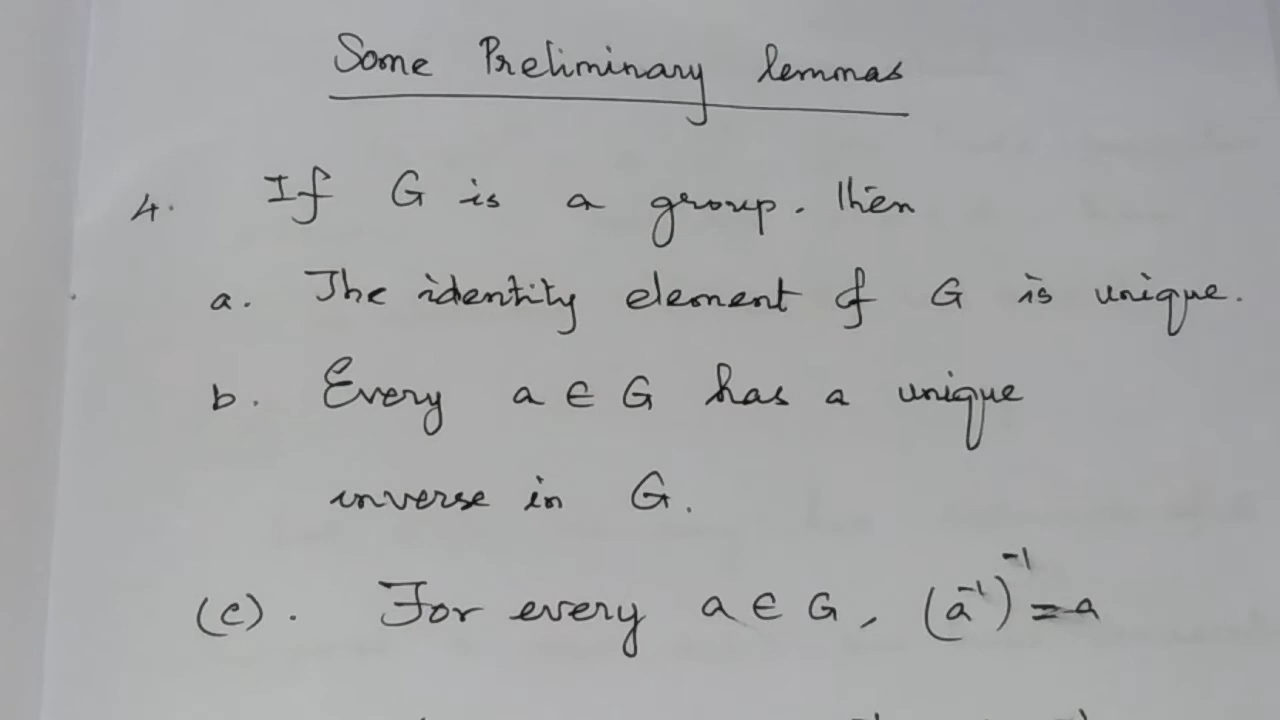 Some Preliminary lemmas
4. If G is a group. Then
a. The identity element of G is unique.
b. Every a ∈ G has a unique
inverse in G.
(c). For every a ∈ G, (a⁻¹)⁻¹ = a